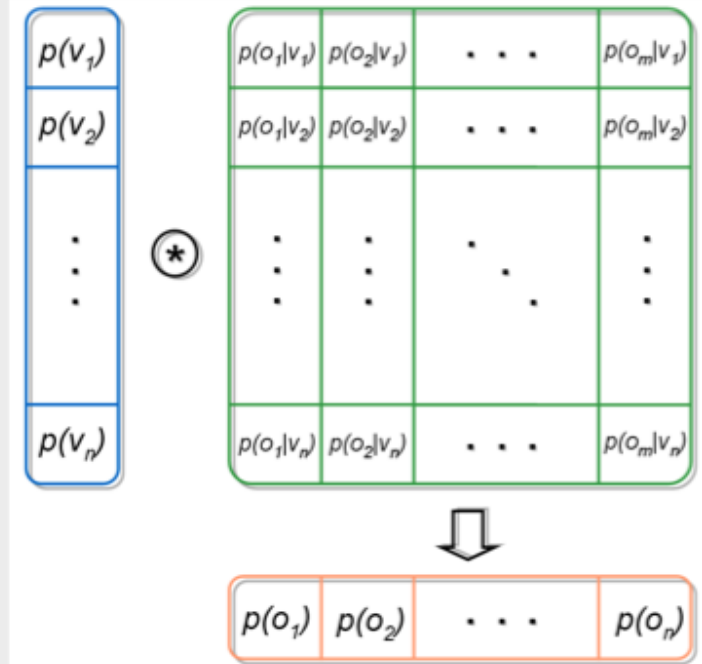 p(v₁) p(o₁|v₁) p(o₂|v₁) . . . p(oₘ|v₁)
p(v₂) p(o₁|v₂) p(o₂|v₂) . . . p(oₘ|v₂)
*
p(vₙ) p(o₁|vₙ) p(o₂|vₙ) . . . p(oₘ|vₙ)
p(o₁) p(o₂) . . . p(oₙ)